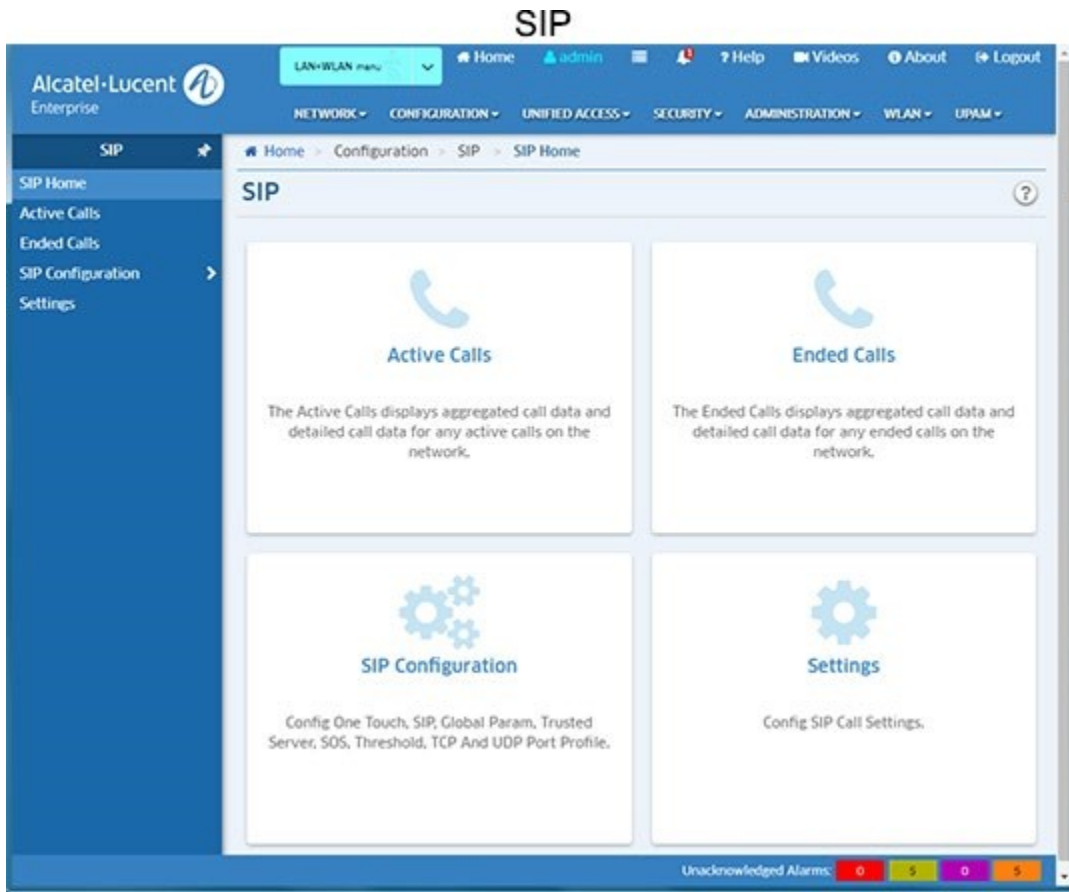 SIP
Alcatel·Lucent
Enterprise
LAN+WLAN menu
Home
admin
1
? Help
Videos
About
Logout
NETWORK
CONFIGURATION
UNIFIED ACCESS
SECURITY
ADMINISTRATION
WLAN
UPAM
SIP
SIP Home
Active Calls
Ended Calls
SIP Configuration
Settings
Home > Configuration > SIP > SIP Home
SIP
?
Active Calls
The Active Calls displays aggregated call data and
detailed call data for any active calls on the
network.
Ended Calls
The Ended Calls displays aggregated call data and
detailed call data for any ended calls on the
network.
SIP Configuration
Config One Touch, SIP, Global Param, Trusted
Server, SOS, Threshold, TCP And UDP Port Profile.
Settings
Config SIP Call Settings.
Unacknowledged Alarms: 0 5 0 5